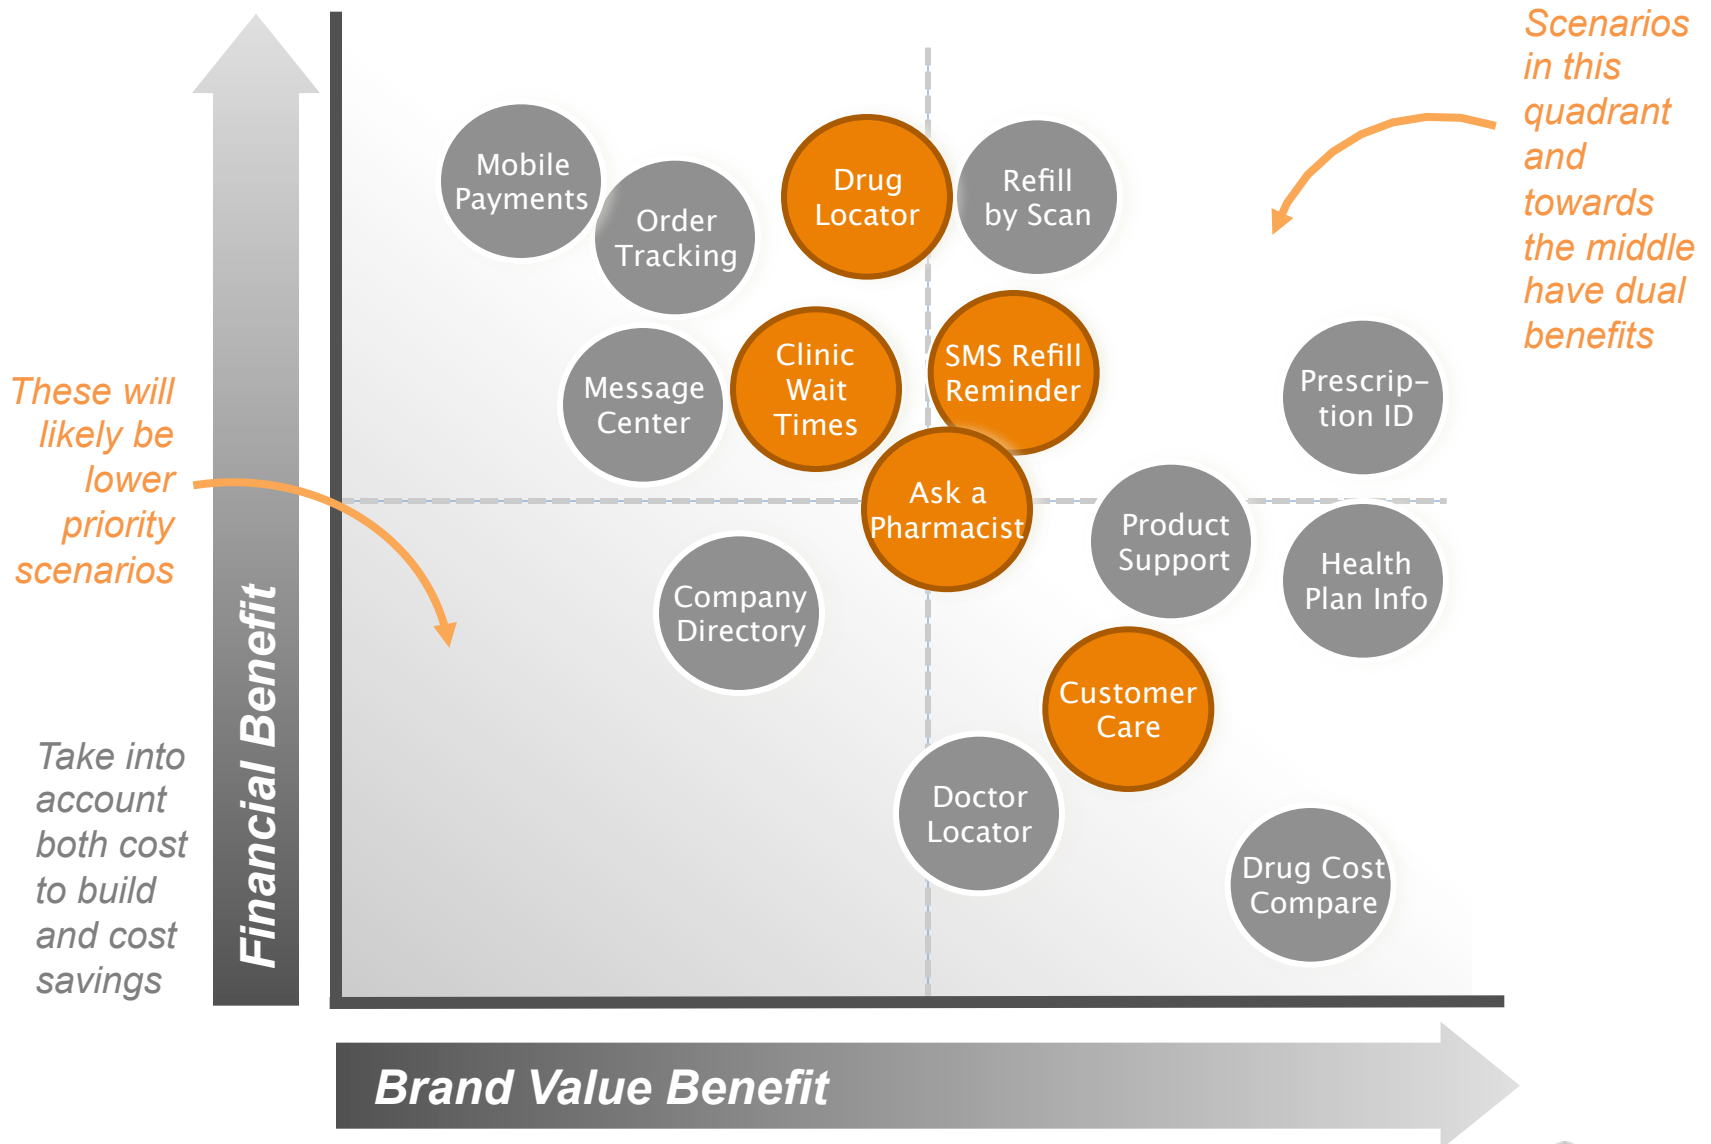 Scenarios
in this
quadrant
and
towards
the middle
have dual
benefits
Mobile
Payments
Order
Tracking
Drug
Locator
Refill
by Scan
Message
Center
Clinic
Wait
Times
SMS Refill
Reminder
Prescrip-
tion ID
These will
likely be
lower
priority
scenarios
Ask a
Pharmacist
Product
Support
Health
Plan Info
Company
Directory
Customer
Care
Doctor
Locator
Drug Cost
Compare
Take into
account
both cost
to build
and cost
savings
Financial Benefit
Brand Value Benefit